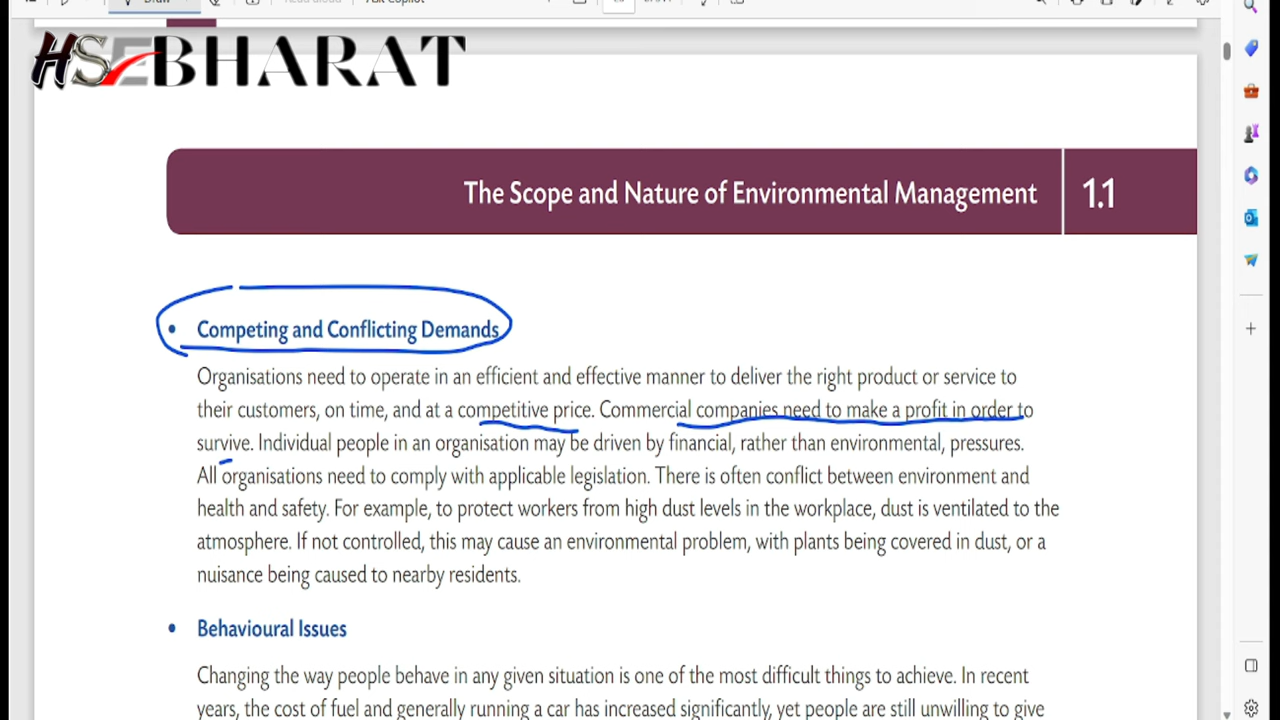 HSEBHARAT
The Scope and Nature of Environmental Management 1.1
• Competing and Conflicting Demands
Organisations need to operate in an efficient and effective manner to deliver the right product or service to
their customers, on time, and at a competitive price. Commercial companies need to make a profit in order to
survive. Individual people in an organisation may be driven by financial, rather than environmental, pressures.
All organisations need to comply with applicable legislation. There is often conflict between environment and
health and safety. For example, to protect workers from high dust levels in the workplace, dust is ventilated to the
atmosphere. If not controlled, this may cause an environmental problem, with plants being covered in dust, or a
nuisance being caused to nearby residents.
• Behavioural Issues
Changing the way people behave in any given situation is one of the most difficult things to achieve. In recent
years, the cost of fuel and generally running a car has increased significantly, yet people are still unwilling to give